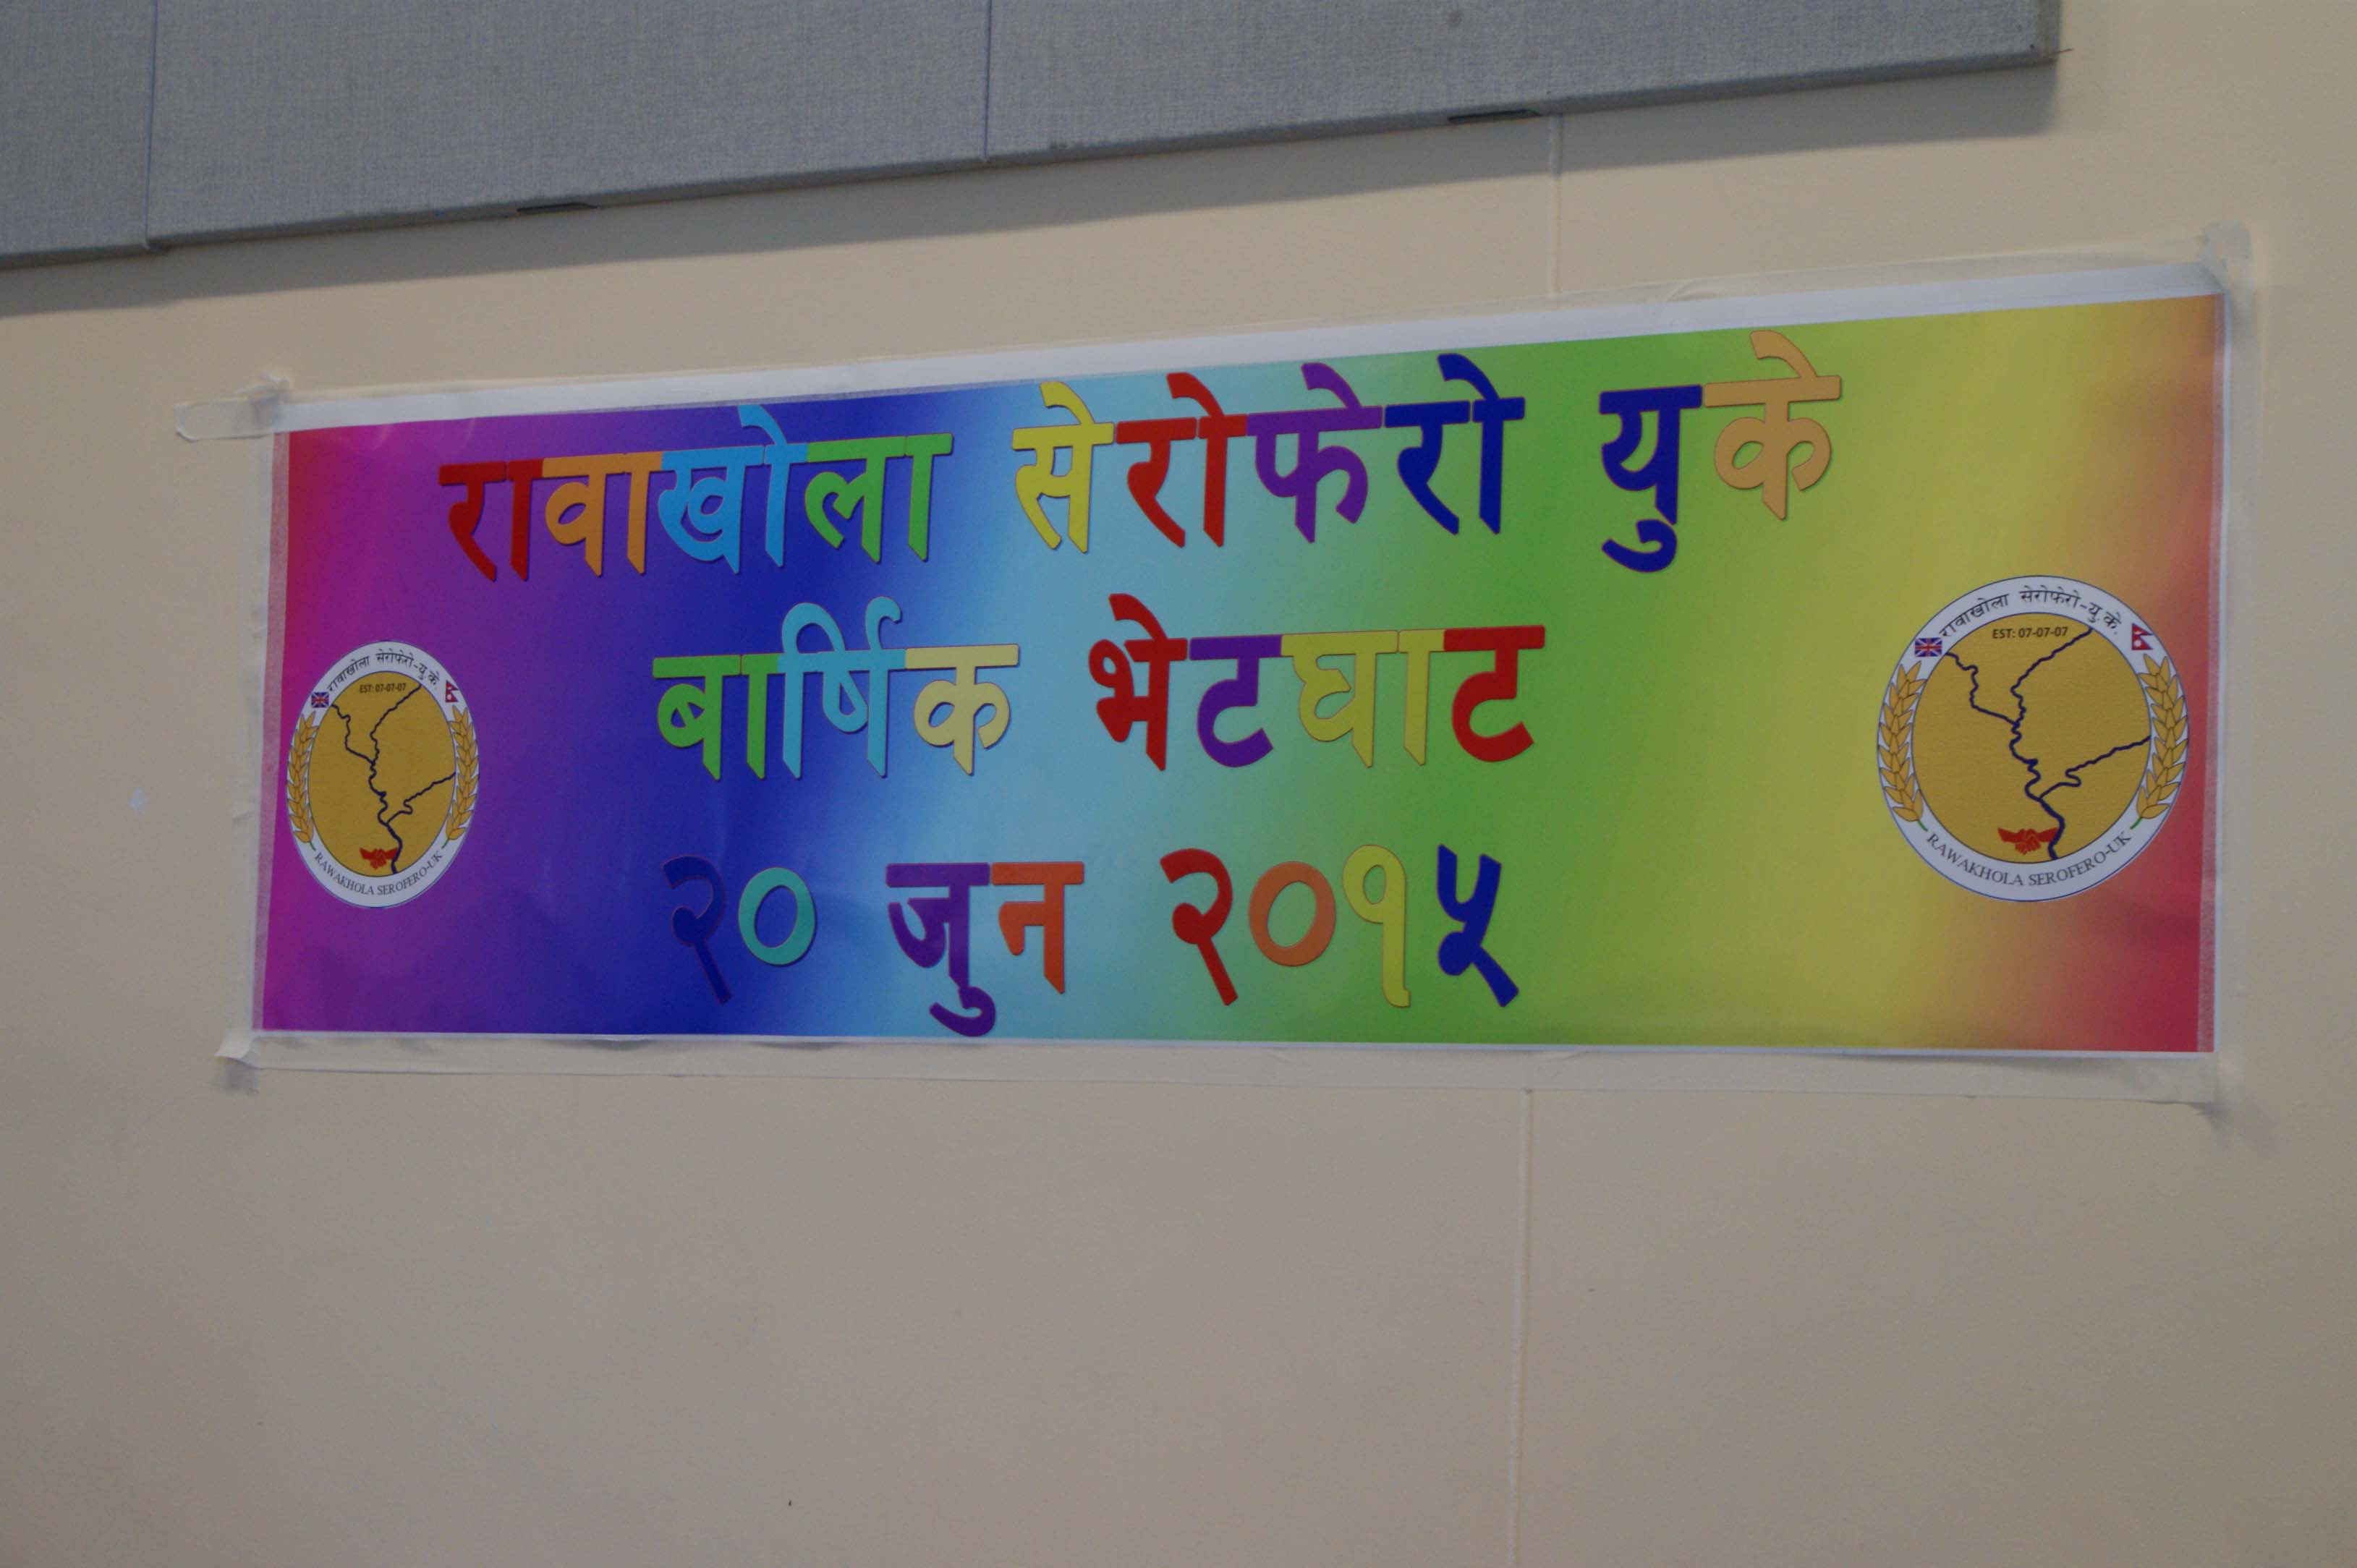 रावाखोला सेरोफेरो युके
बार्षिक भेटघाट
२० जुन २०१५
रावाखोला सेरोफेरो-यु.के.
EST: 07-07-07
RAWAKHOLA SEROFERO-UK
रावाखोला सेरोफेरो-यु.के.
EST: 07-07-07
RAWAKHOLA SEROFERO-UK